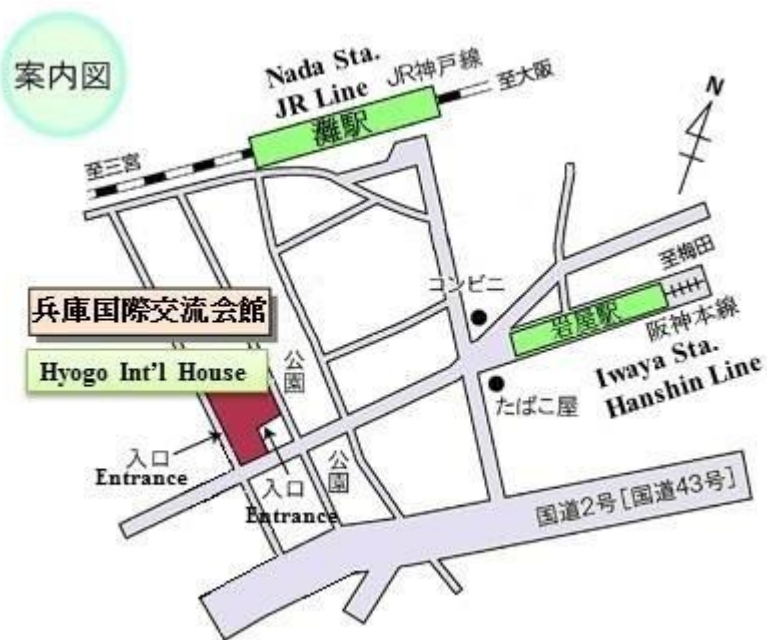 案内図
Nada Sta.
JR Line
JR神戸線
至大阪
灘駅
至三宮
N
コンビニ
至梅田
岩屋駅
阪神本線
Iwaya Sta.
Hanshin Line
たばこ屋
兵庫国際交流会館
Hyogo Int'l House
公園
入口
Entrance
入口
Entrance
公園
国道2号[国道43号]